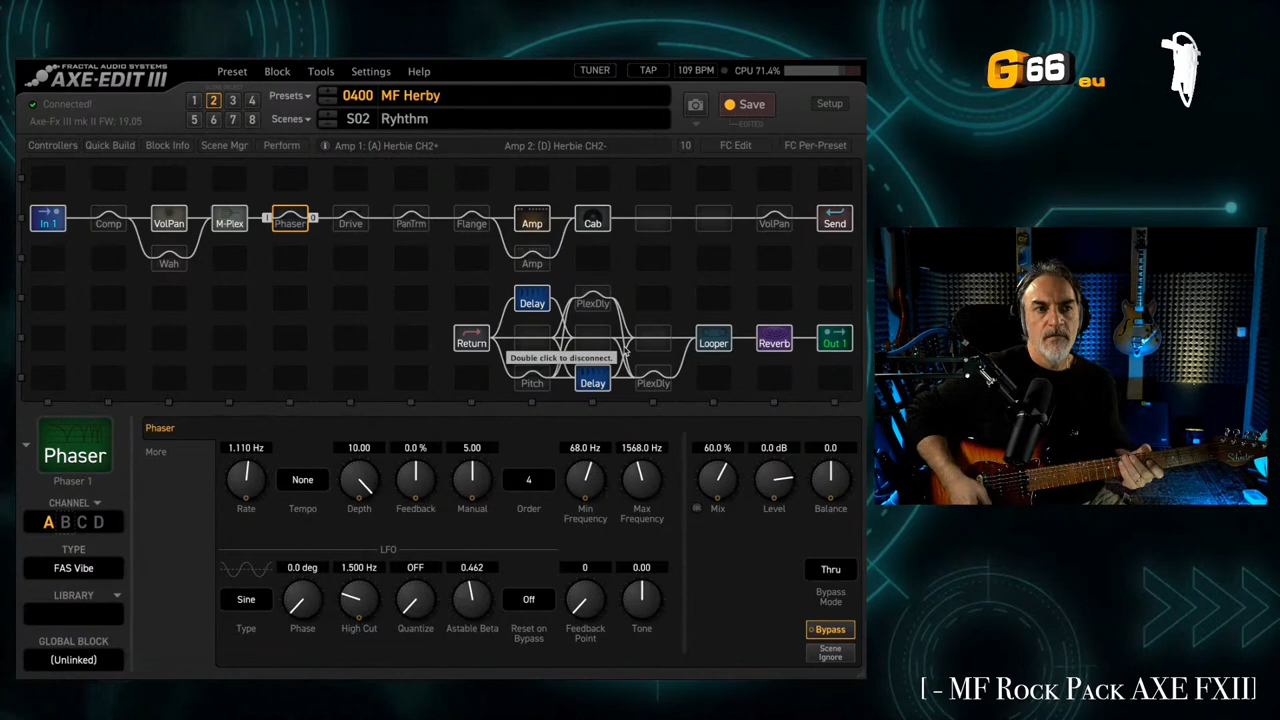 FRACTAL AUDIO SYSTEMS
AXE-EDIT III
Preset Block Tools Settings Help
TUNER TAP 109 BPM CPU 71.4%
G66.eu
Connected!
Axe-Fx III mk II FW: 19.05
1 2 3 4
5 6 7 8
Presets 0400 MF Herby
Scenes S02 Ryhthm
Save
EDITED
Setup
Controllers Quick Build Block Info Scene Mgr Perform
Amp 1: (A) Herbie CH2+ Amp 2: (D) Herbie CH2- 10 FC Edit FC Per-Preset
In 1 Comp VolPan M-Plex I Phaser O Drive PanTrm Flange Amp Cab VolPan Send
Wah Amp
Delay PlexDly
Return Looper Reverb Out 1
Double click to disconnect.
Pitch Delay PlexDly
Phaser
Phaser 1
CHANNEL
A B C D
TYPE
FAS Vibe
LIBRARY
GLOBAL BLOCK
(Unlinked)
Phaser
More
1.110 Hz 10.00 0.0 % 5.00 68.0 Hz 1568.0 Hz 60.0 % 0.0 dB 0.0
None 4
Rate Tempo Depth Feedback Manual Order Min Frequency Max Frequency Mix Level Balance
LFO
0.0 deg 1.500 Hz OFF 0.462 0 0.00
Sine Off
Type Phase High Cut Quantize Astable Beta Reset on Bypass Feedback Point Tone
Thru
Bypass Mode
Bypass
Scene Ignore
[ - MF Rock Pack AXE FXIII